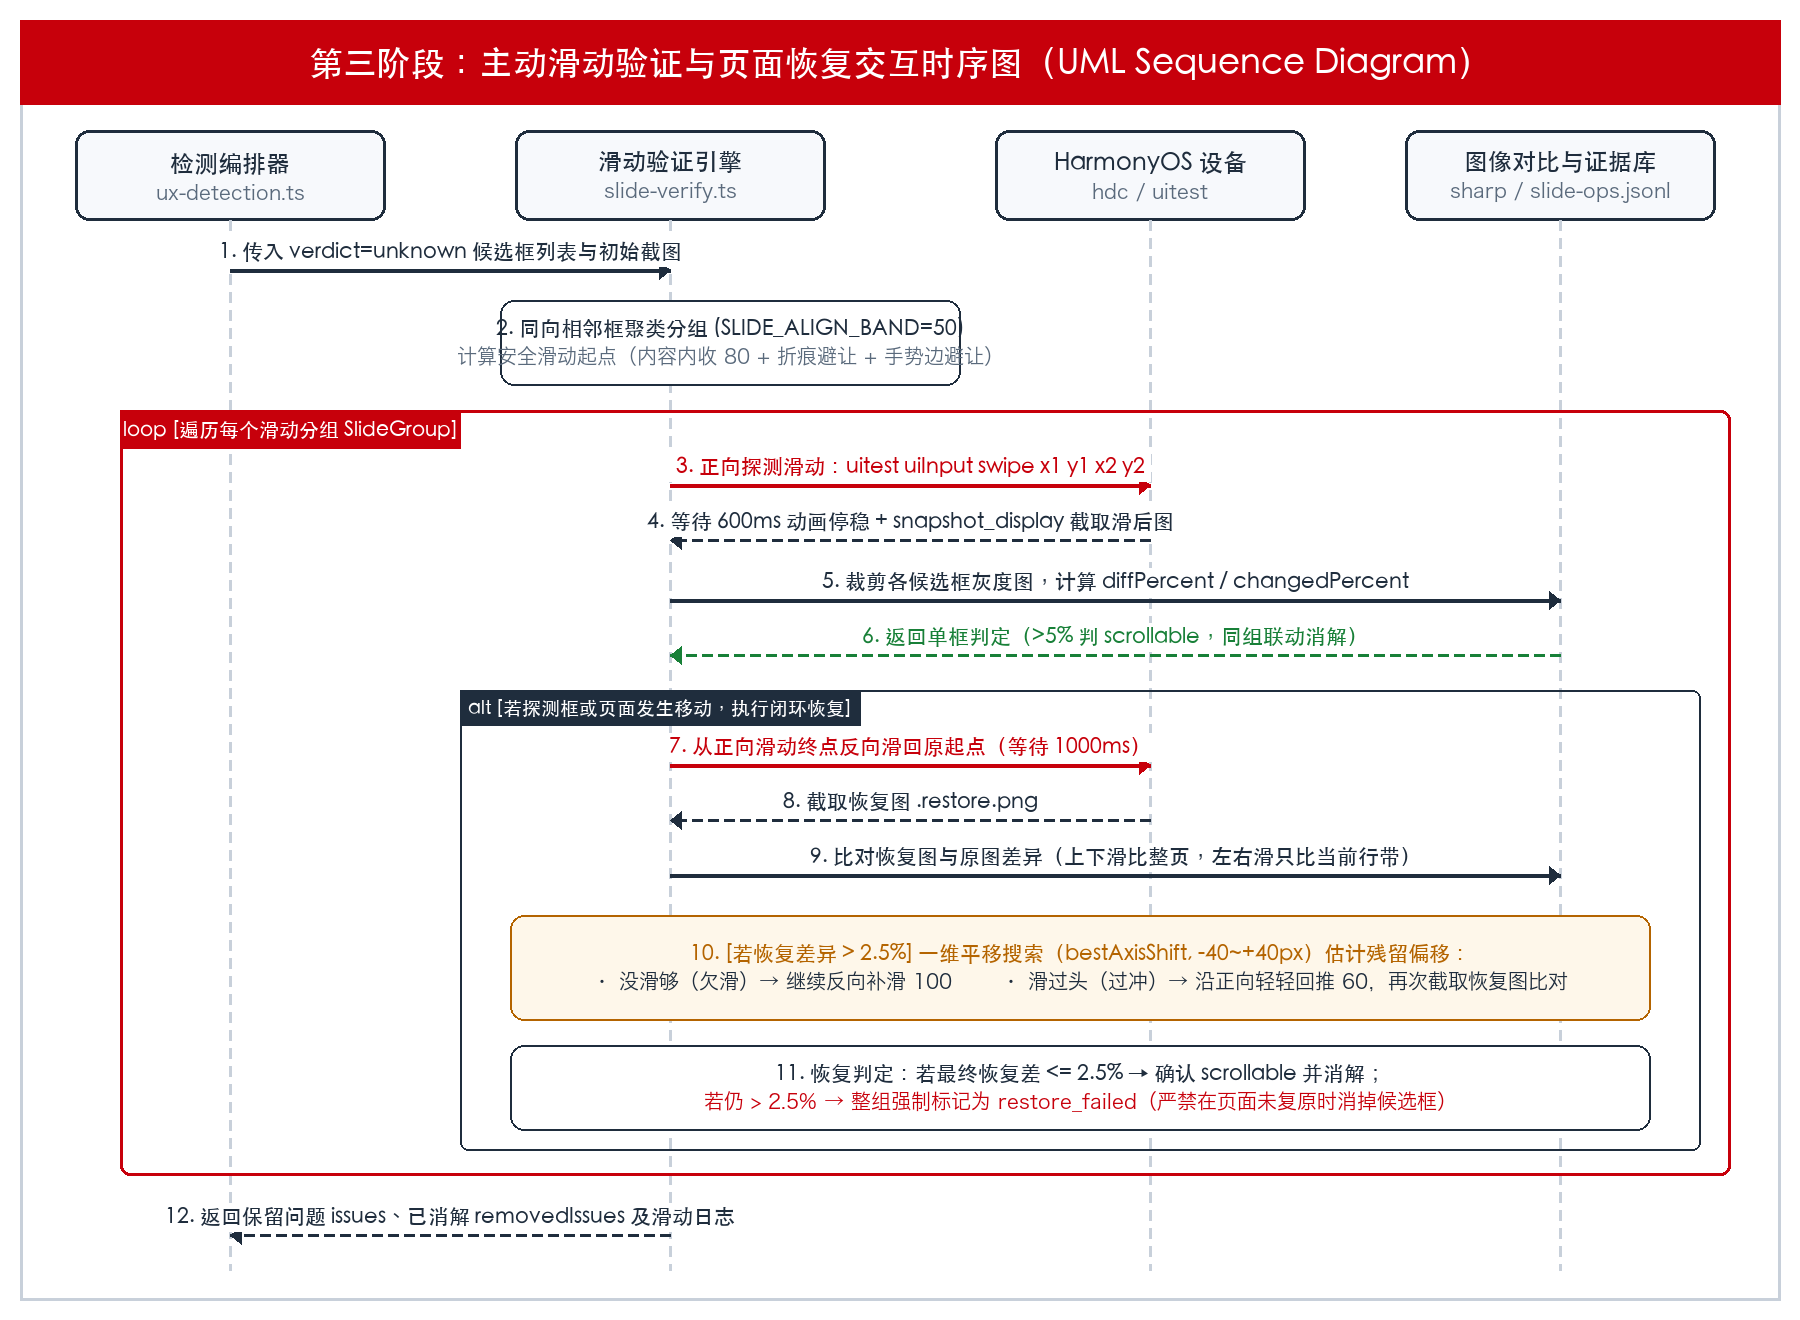 第三阶段：主动滑动验证与页面恢复交互时序图（UML Sequence Diagram）
检测编排器
ux-detection.ts
滑动验证引擎
slide-verify.ts
HarmonyOS 设备
hdc / uitest
图像对比与证据库
sharp / slide-ops.jsonl
1. 传入 verdict=unknown 候选框列表与初始截图
2. 同向相邻框聚类分组 (SLIDE_ALIGN_BAND=50)
计算安全滑动起点（内容内收 80 + 折痕避让 + 手势边避让）
loop [遍历每个滑动分组 SlideGroup]
3. 正向探测滑动：uitest uiInput swipe x1 y1 x2 y2
4. 等待 600ms 动画停稳 + snapshot_display 截取滑后图
5. 裁剪各候选框灰度图，计算 diffPercent / changedPercent
6. 返回单框判定（>5% 判 scrollable，同组联动消解）
alt [若探测框或页面发生移动，执行闭环恢复]
7. 从正向滑动终点反向滑回原起点（等待 1000ms）
8. 截取恢复图 .restore.png
9. 比对恢复图与原图差异（上下滑比整页，左右滑只比当前行带）
10. [若恢复差异 > 2.5%] 一维平移搜索（bestAxisShift, -40~+40px）估计残留偏移：
· 没滑够（欠滑）→ 继续反向补滑 100 · 滑过头（过冲）→ 沿正向轻轻回推 60，再次截取恢复图比对
11. 恢复判定：若最终恢复差 <= 2.5% → 确认 scrollable 并消解；
若仍 > 2.5% → 整组强制标记为 restore_failed（严禁在页面未复原时消掉候选框）
12. 返回保留问题 issues、已消解 removedIssues 及滑动日志